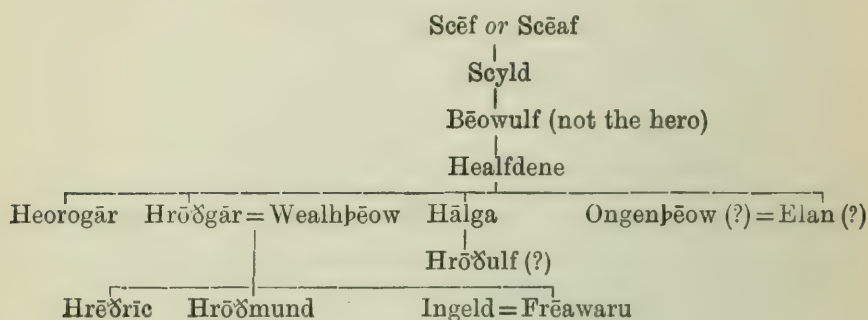 Scēf or Scēaf
Scyld
Bēowulf (not the hero)
Healfdene
Heorogār Hrōðgār = Wealhþēow Hālga Ongenþēow (?) = Elan (?)
Hrōðulf (?)
Hrēðrīc Hrōðmund Ingeld = Frēawaru